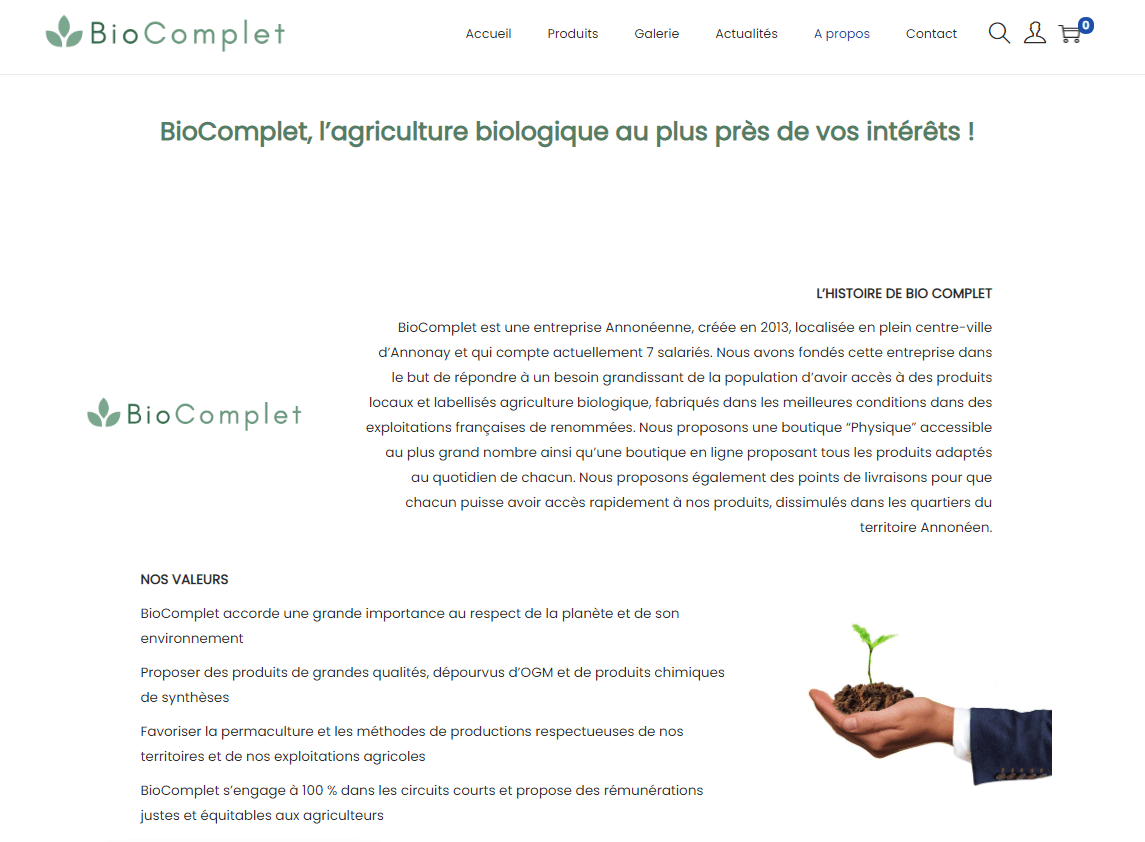 BioComplet
Accueil Produits Galerie Actualités A propos Contact 0
BioComplet, l’agriculture biologique au plus près de vos intérêts !
L’HISTOIRE DE BIO COMPLET
BioComplet est une entreprise Annonéenne, créée en 2013, localisée en plein centre-ville
d’Annonay et qui compte actuellement 7 salariés. Nous avons fondés cette entreprise dans
le but de répondre à un besoin grandissant de la population d’avoir accès à des produits
locaux et labellisés agriculture biologique, fabriqués dans les meilleures conditions dans des
exploitations françaises de renommées. Nous proposons une boutique “Physique” accessible
au plus grand nombre ainsi qu’une boutique en ligne proposant tous les produits adaptés
au quotidien de chacun. Nous proposons également des points de livraisons pour que
chacun puisse avoir accès rapidement à nos produits, dissimulés dans les quartiers du
territoire Annonéen.
BioComplet
NOS VALEURS
BioComplet accorde une grande importance au respect de la planète et de son
environnement
Proposer des produits de grandes qualités, dépourvus d’OGM et de produits chimiques
de synthèses
Favoriser la permaculture et les méthodes de productions respectueuses de nos
territoires et de nos exploitations agricoles
BioComplet s’engage à 100 % dans les circuits courts et propose des rémunérations
justes et équitables aux agriculteurs